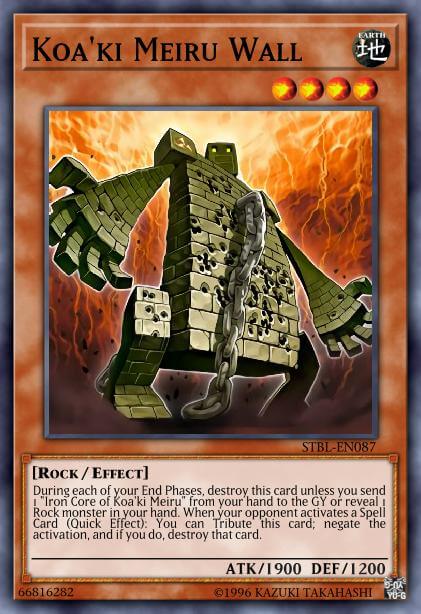 Koa'ki Meiru Wall
EARTH
地
STBL-EN087
[Rock / Effect]
During each of your End Phases, destroy this card unless you send
1 "Iron Core of Koa'ki Meiru" from your hand to the GY or reveal 1
Rock monster in your hand. When your opponent activates a Spell
Card (Quick Effect): You can Tribute this card; negate the
activation, and if you do, destroy that card.
ATK/1900 DEF/1200
66816282
©1996 KAZUKI TAKAHASHI